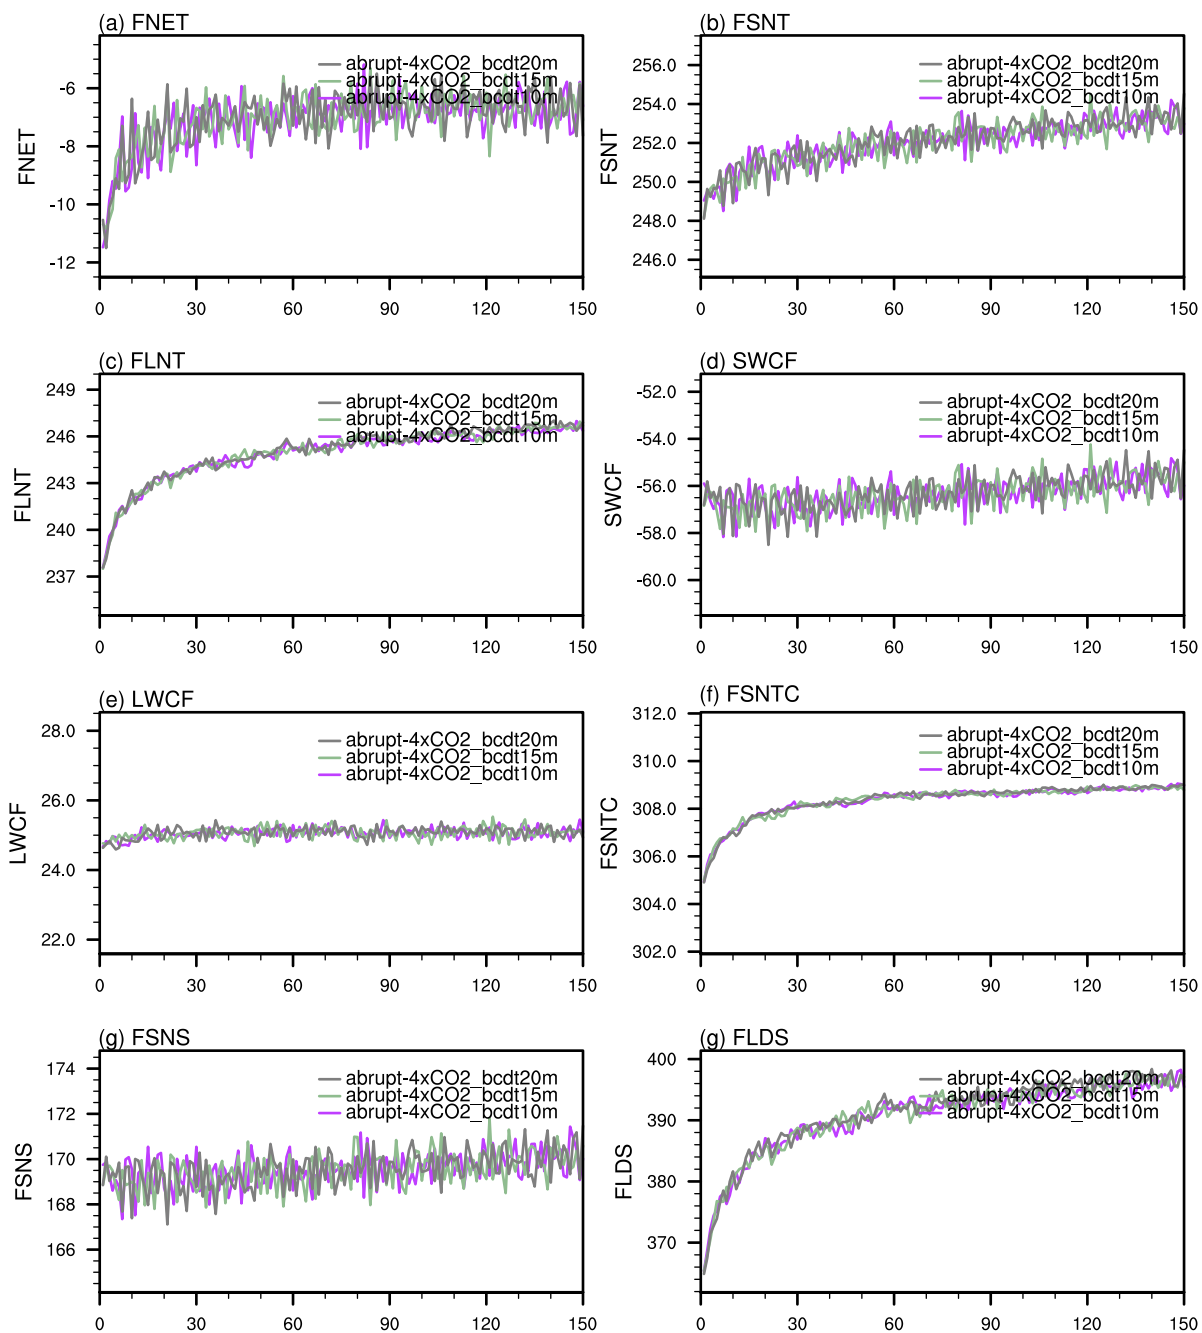 (a) FNET
abrupt-4xCO2_bcdt20m
abrupt-4xCO2_bcdt15m
abrupt-4xCO2_bcdt10m
FNET
-6
-8
-10
-12
0 30 60 90 120 150
(b) FSNT
abrupt-4xCO2_bcdt20m
abrupt-4xCO2_bcdt15m
abrupt-4xCO2_bcdt10m
FSNT
256.0
254.0
252.0
250.0
248.0
246.0
0 30 60 90 120 150
(c) FLNT
abrupt-4xCO2_bcdt20m
abrupt-4xCO2_bcdt15m
abrupt-4xCO2_bcdt10m
FLNT
249
246
243
240
237
0 30 60 90 120 150
(d) SWCF
abrupt-4xCO2_bcdt20m
abrupt-4xCO2_bcdt15m
abrupt-4xCO2_bcdt10m
SWCF
-52.0
-54.0
-56.0
-58.0
-60.0
0 30 60 90 120 150
(e) LWCF
abrupt-4xCO2_bcdt20m
abrupt-4xCO2_bcdt15m
abrupt-4xCO2_bcdt10m
LWCF
28.0
26.0
24.0
22.0
0 30 60 90 120 150
(f) FSNTC
abrupt-4xCO2_bcdt20m
abrupt-4xCO2_bcdt15m
abrupt-4xCO2_bcdt10m
FSNTC
312.0
310.0
308.0
306.0
304.0
302.0
0 30 60 90 120 150
(g) FSNS
abrupt-4xCO2_bcdt20m
abrupt-4xCO2_bcdt15m
abrupt-4xCO2_bcdt10m
FSNS
174
172
170
168
166
0 30 60 90 120 150
(g) FLDS
abrupt-4xCO2_bcdt20m
abrupt-4xCO2_bcdt15m
abrupt-4xCO2_bcdt10m
FLDS
400
390
380
370
0 30 60 90 120 150